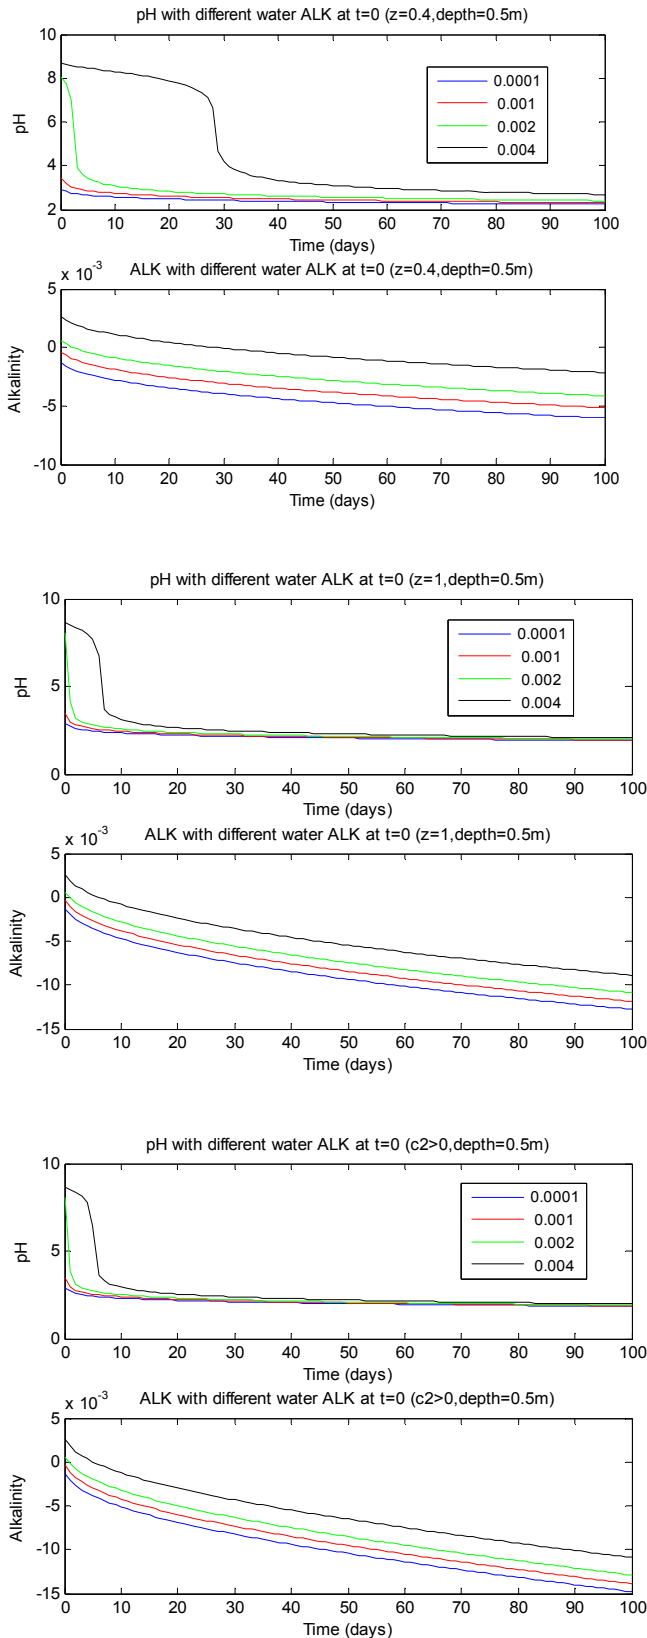 pH with different water ALK at t=0 (z=0.4,depth=0.5m)
10
8
6
4
2
pH
0.0001
0.001
0.002
0.004
0 10 20 30 40 50 60 70 80 90 100
Time (days)
x 10-3
ALK with different water ALK at t=0 (z=0.4,depth=0.5m)
5
0
-5
-10
Alkalinity
0 10 20 30 40 50 60 70 80 90 100
Time (days)
pH with different water ALK at t=0 (z=1,depth=0.5m)
10
5
0
pH
0.0001
0.001
0.002
0.004
0 10 20 30 40 50 60 70 80 90 100
Time (days)
x 10-3
ALK with different water ALK at t=0 (z=1,depth=0.5m)
5
0
-5
-10
-15
Alkalinity
0 10 20 30 40 50 60 70 80 90 100
Time (days)
pH with different water ALK at t=0 (c2>0,depth=0.5m)
10
5
0
pH
0.0001
0.001
0.002
0.004
0 10 20 30 40 50 60 70 80 90 100
Time (days)
x 10-3
ALK with different water ALK at t=0 (c2>0,depth=0.5m)
5
0
-5
-10
-15
Alkalinity
0 10 20 30 40 50 60 70 80 90 100
Time (days)